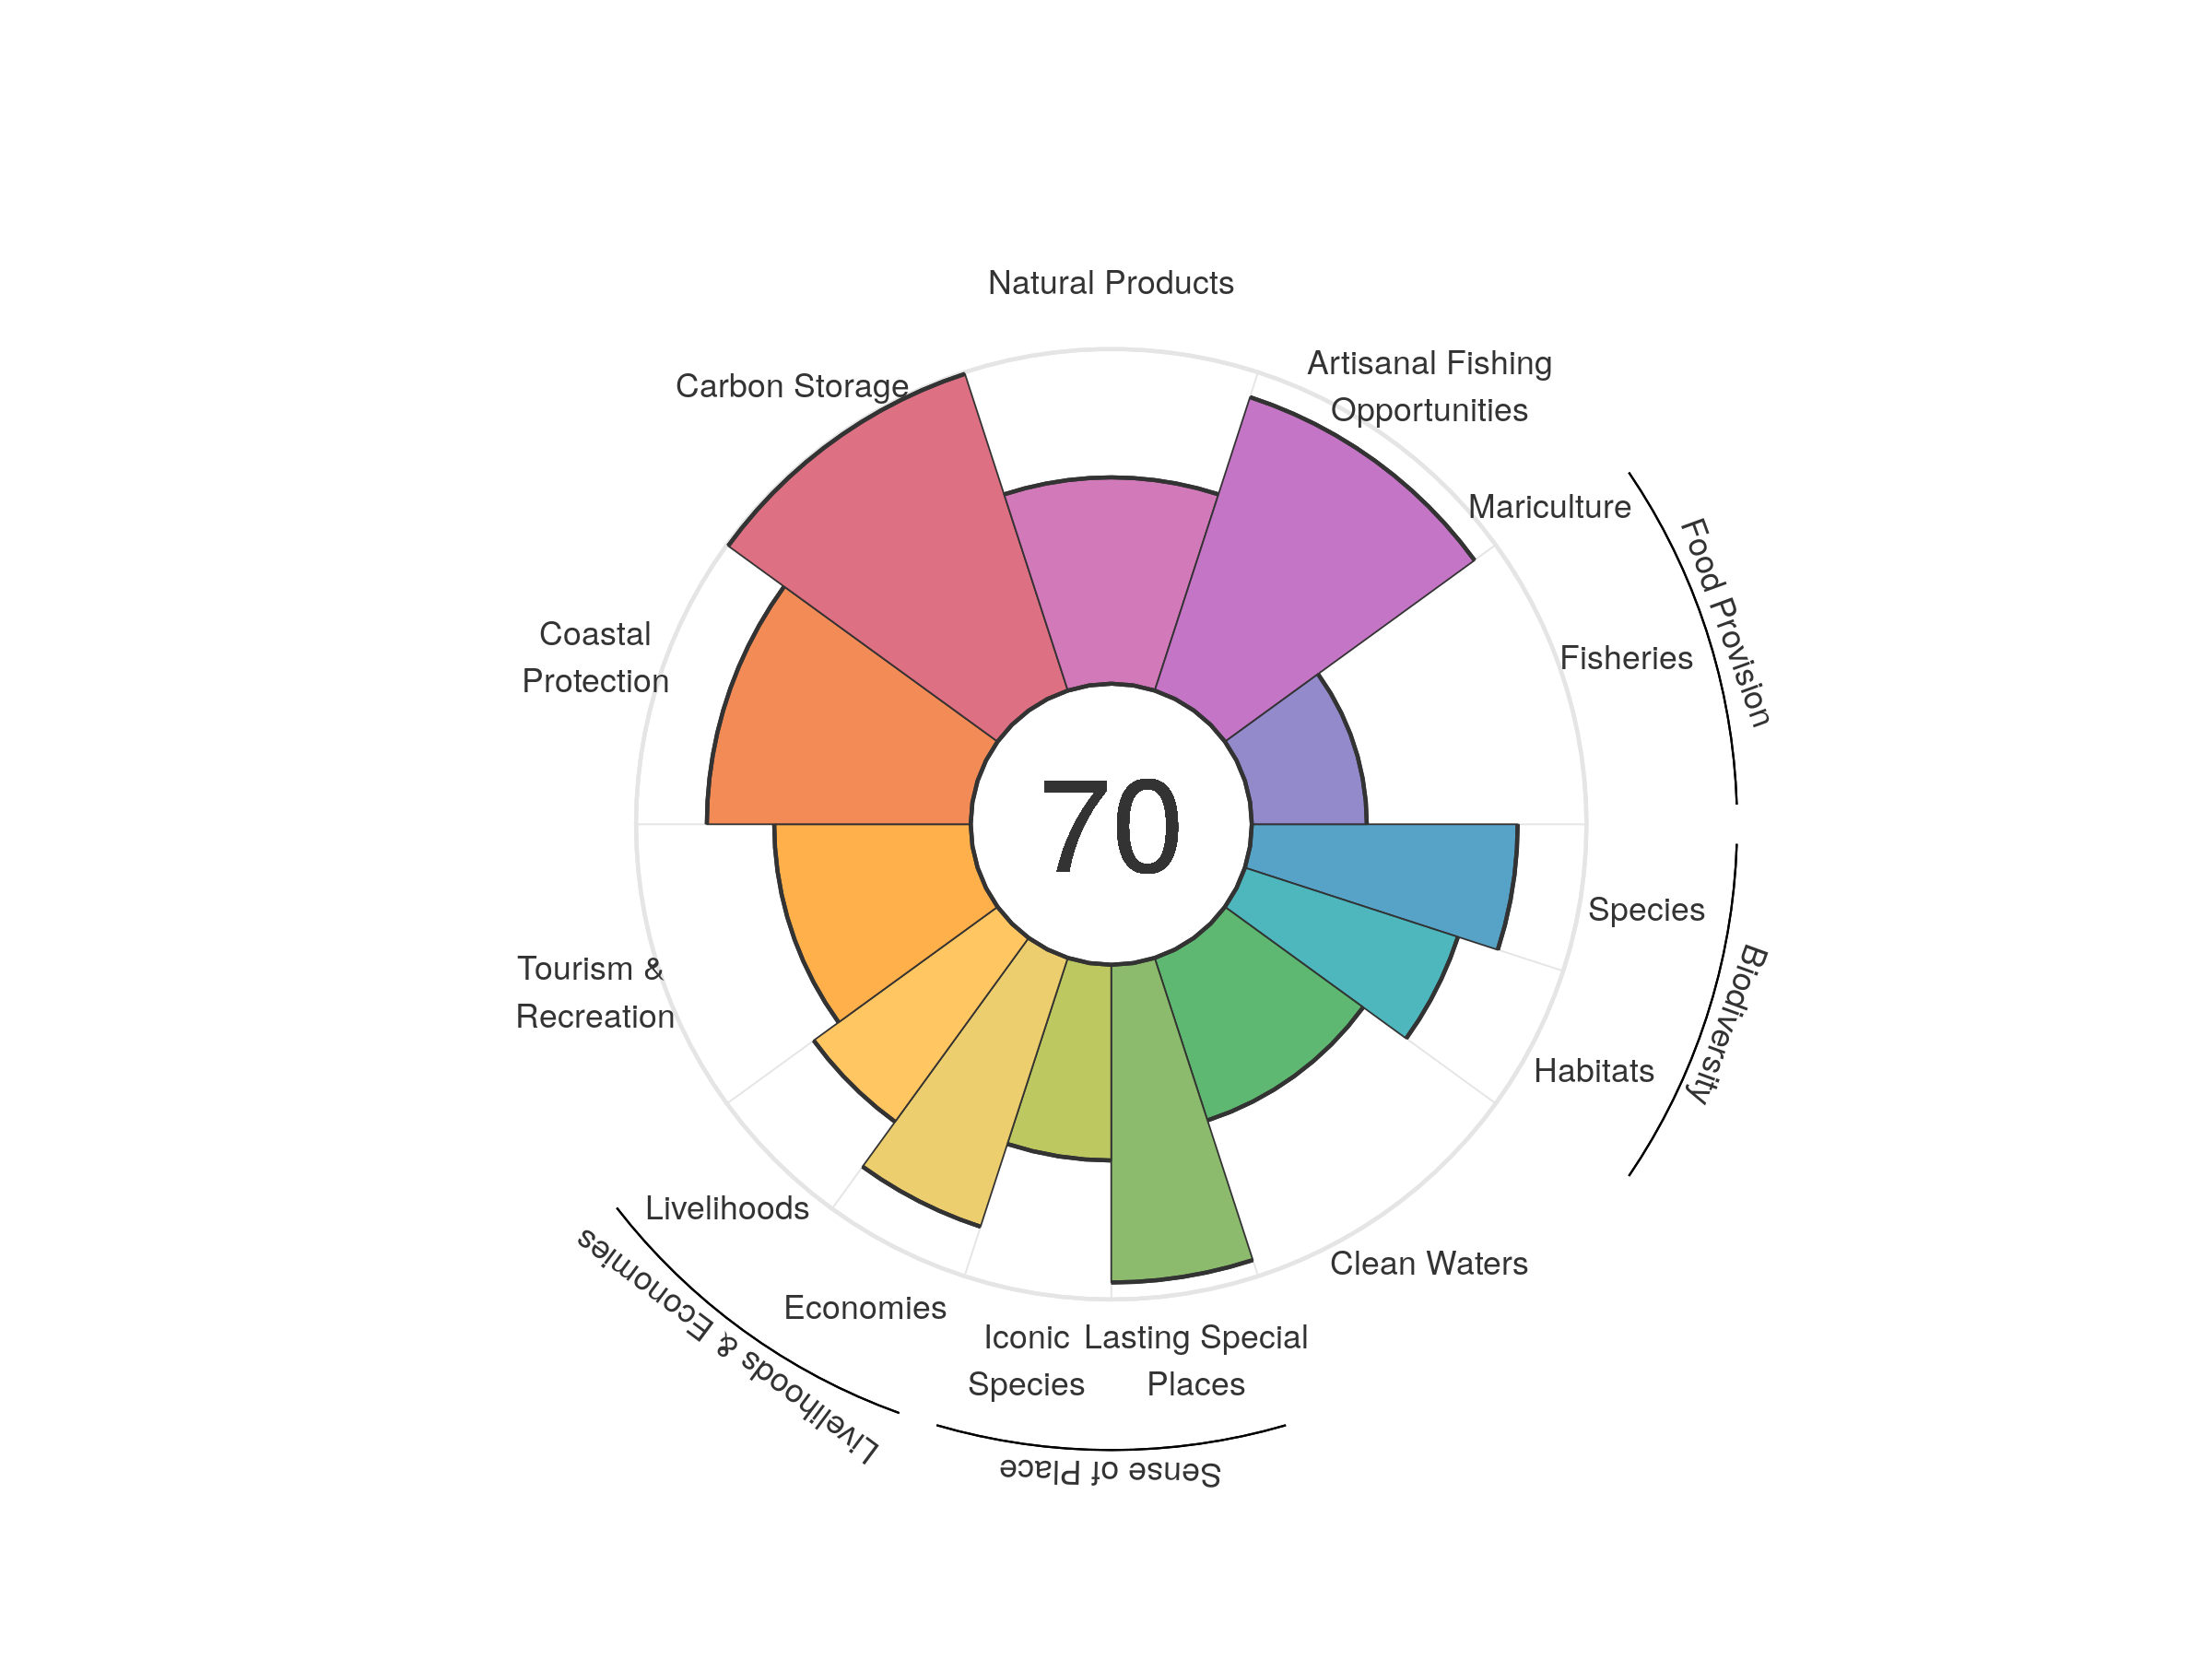 Natural Products
Artisanal Fishing
Opportunities
Carbon Storage
Mariculture
Food Provision
Fisheries
Coastal
Protection
70
Species
Biodiversity
Tourism &
Recreation
Habitats
Livelihoods
Livelihoods & Economies
Clean Waters
Economies
Iconic
Species
Lasting Special
Places
Sense of Place